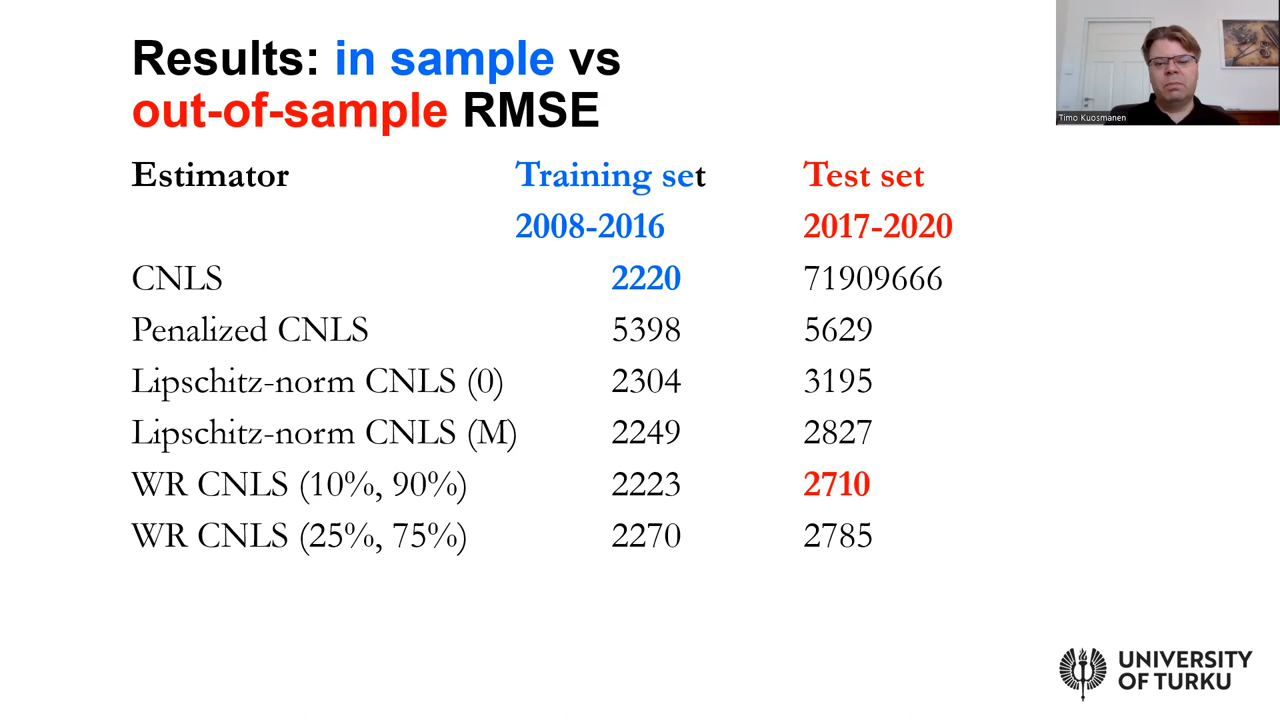 Results: in sample vs
out-of-sample RMSE
Timo Kuosmanen
Estimator Training set Test set
2008-2016 2017-2020
CNLS 2220 71909666
Penalized CNLS 5398 5629
Lipschitz-norm CNLS (0) 2304 3195
Lipschitz-norm CNLS (M) 2249 2827
WR CNLS (10%, 90%) 2223 2710
WR CNLS (25%, 75%) 2270 2785
UNIVERSITY
OF TURKU